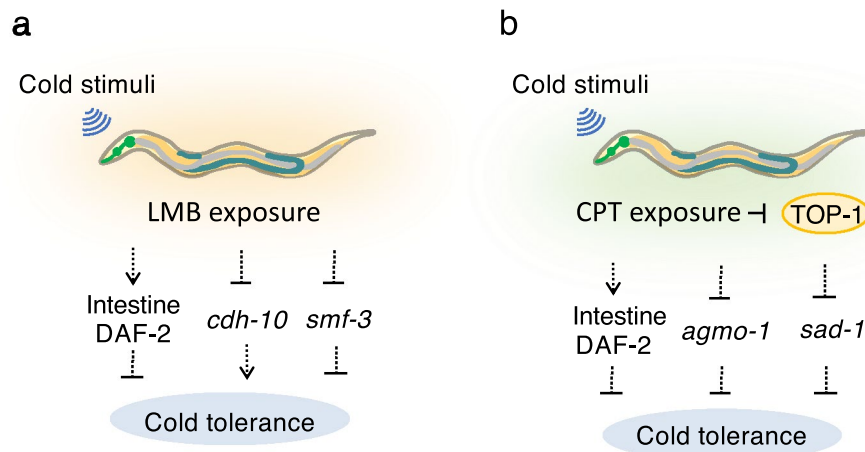 a
Cold stimuli
LMB exposure
Intestine
DAF-2
cdh-10
smf-3
Cold tolerance
b
Cold stimuli
CPT exposure
TOP-1
Intestine
DAF-2
agmo-1
sad-1
Cold tolerance